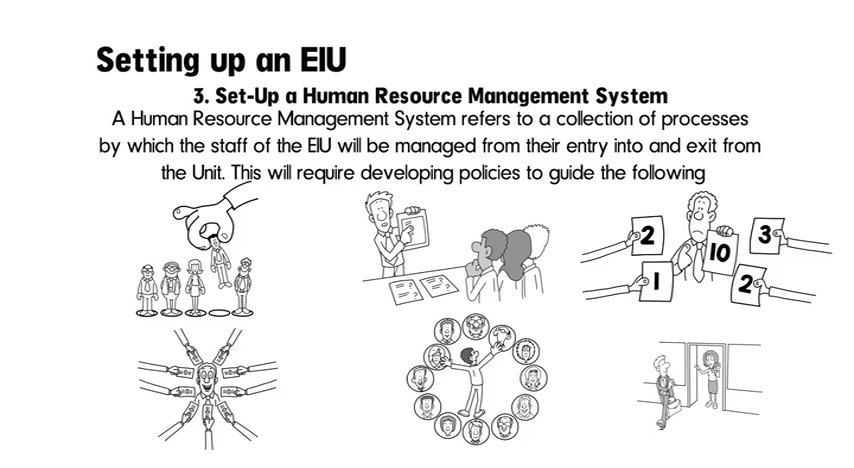 Setting up an EIU
3. Set-Up a Human Resource Management System
A Human Resource Management System refers to a collection of processes
by which the staff of the EIU will be managed from their entry into and exit from
the Unit. This will require developing policies to guide the following
2
10
3
1
2